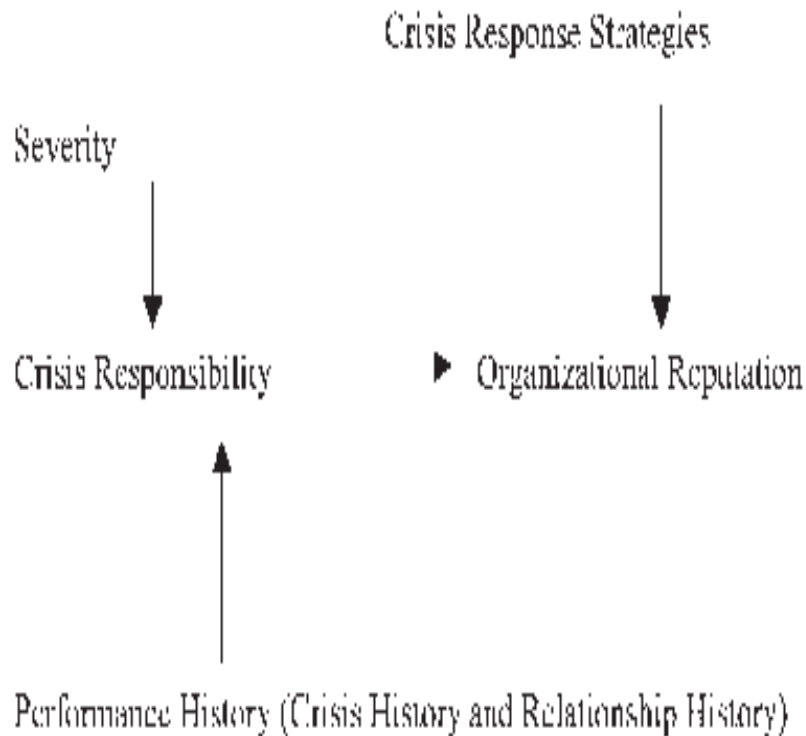 Crisis Response Strategies
Severity
Crisis Responsibility
Organizational Reputation
Performance History (Crisis History and Relationship History)